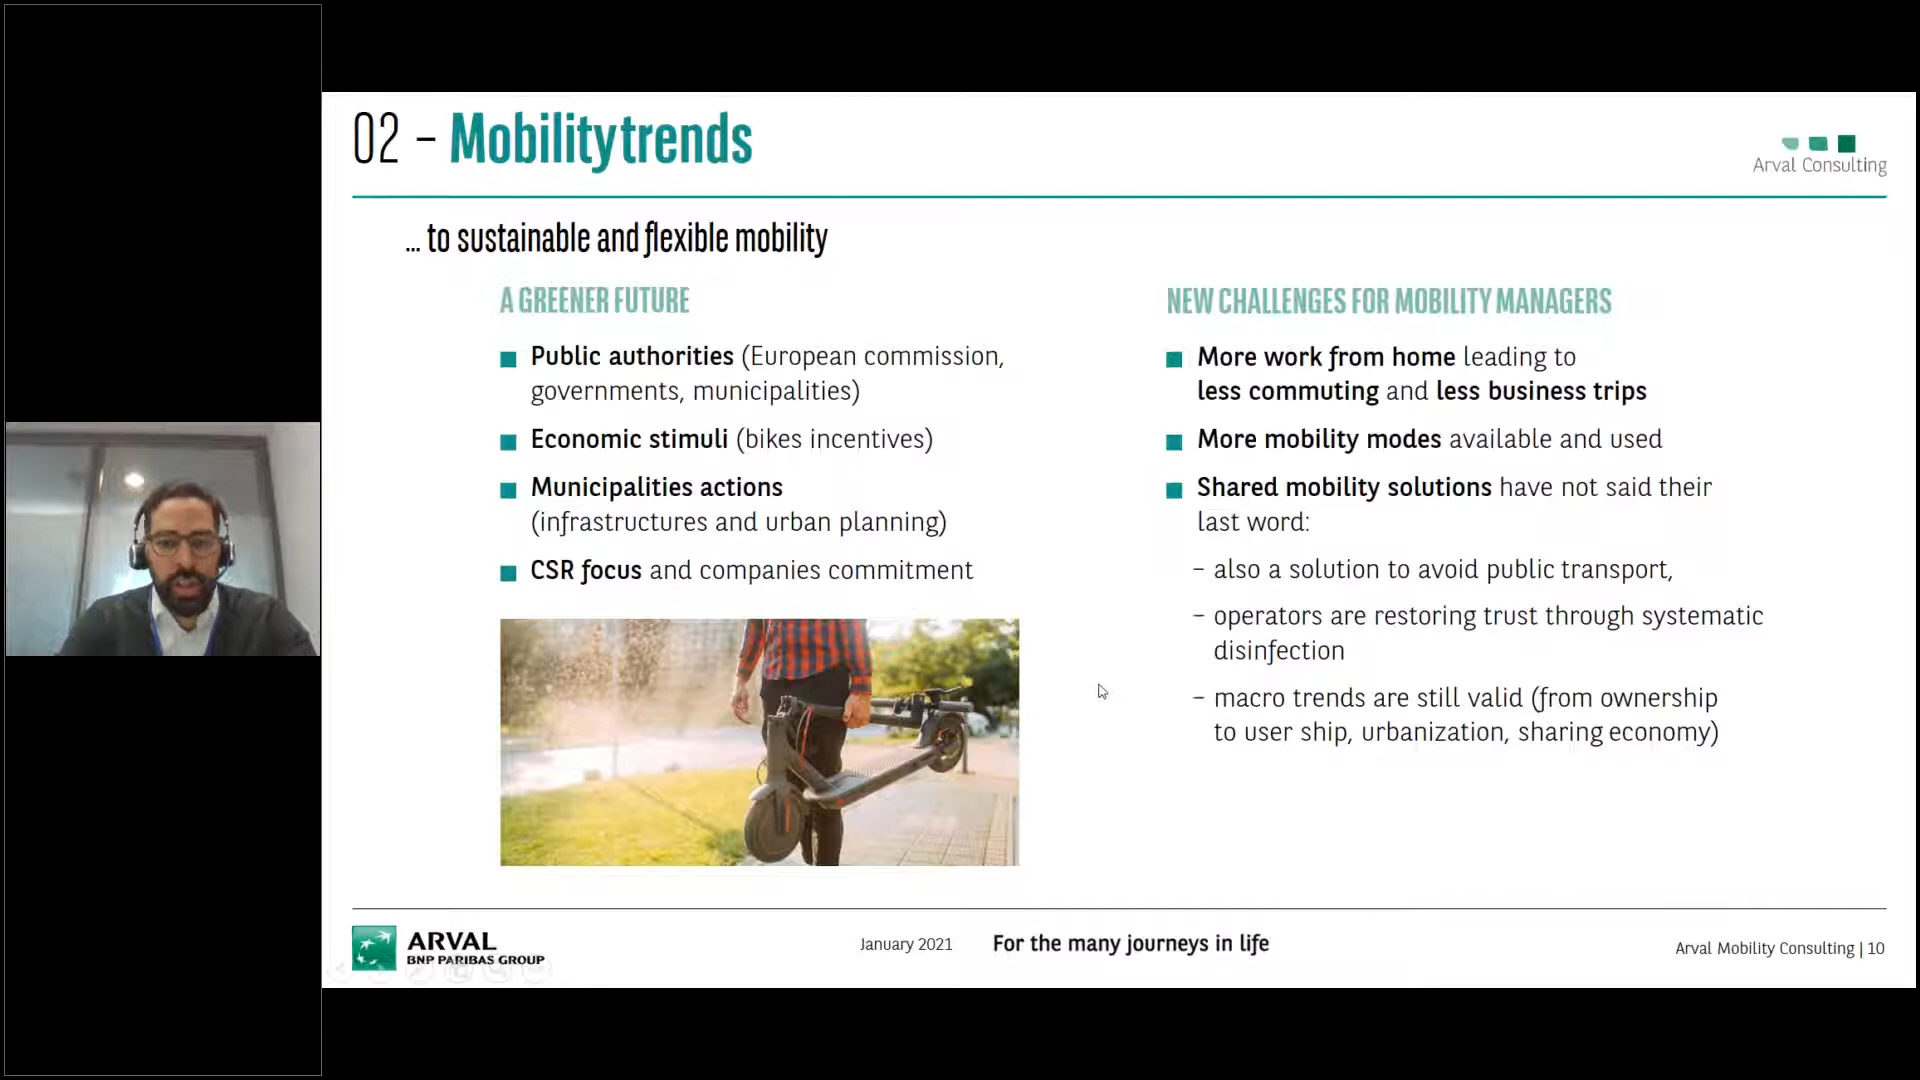 02 – Mobility trends
Arval Consulting
... to sustainable and flexible mobility
A GREENER FUTURE
Public authorities (European commission,
governments, municipalities)
Economic stimuli (bikes incentives)
Municipalities actions
(infrastructures and urban planning)
CSR focus and companies commitment
NEW CHALLENGES FOR MOBILITY MANAGERS
More work from home leading to
less commuting and less business trips
More mobility modes available and used
Shared mobility solutions have not said their
last word:
– also a solution to avoid public transport,
– operators are restoring trust through systematic
disinfection
– macro trends are still valid (from ownership
to user ship, urbanization, sharing economy)
ARVAL
BNP PARIBAS GROUP
January 2021
For the many journeys in life
Arval Mobility Consulting | 10